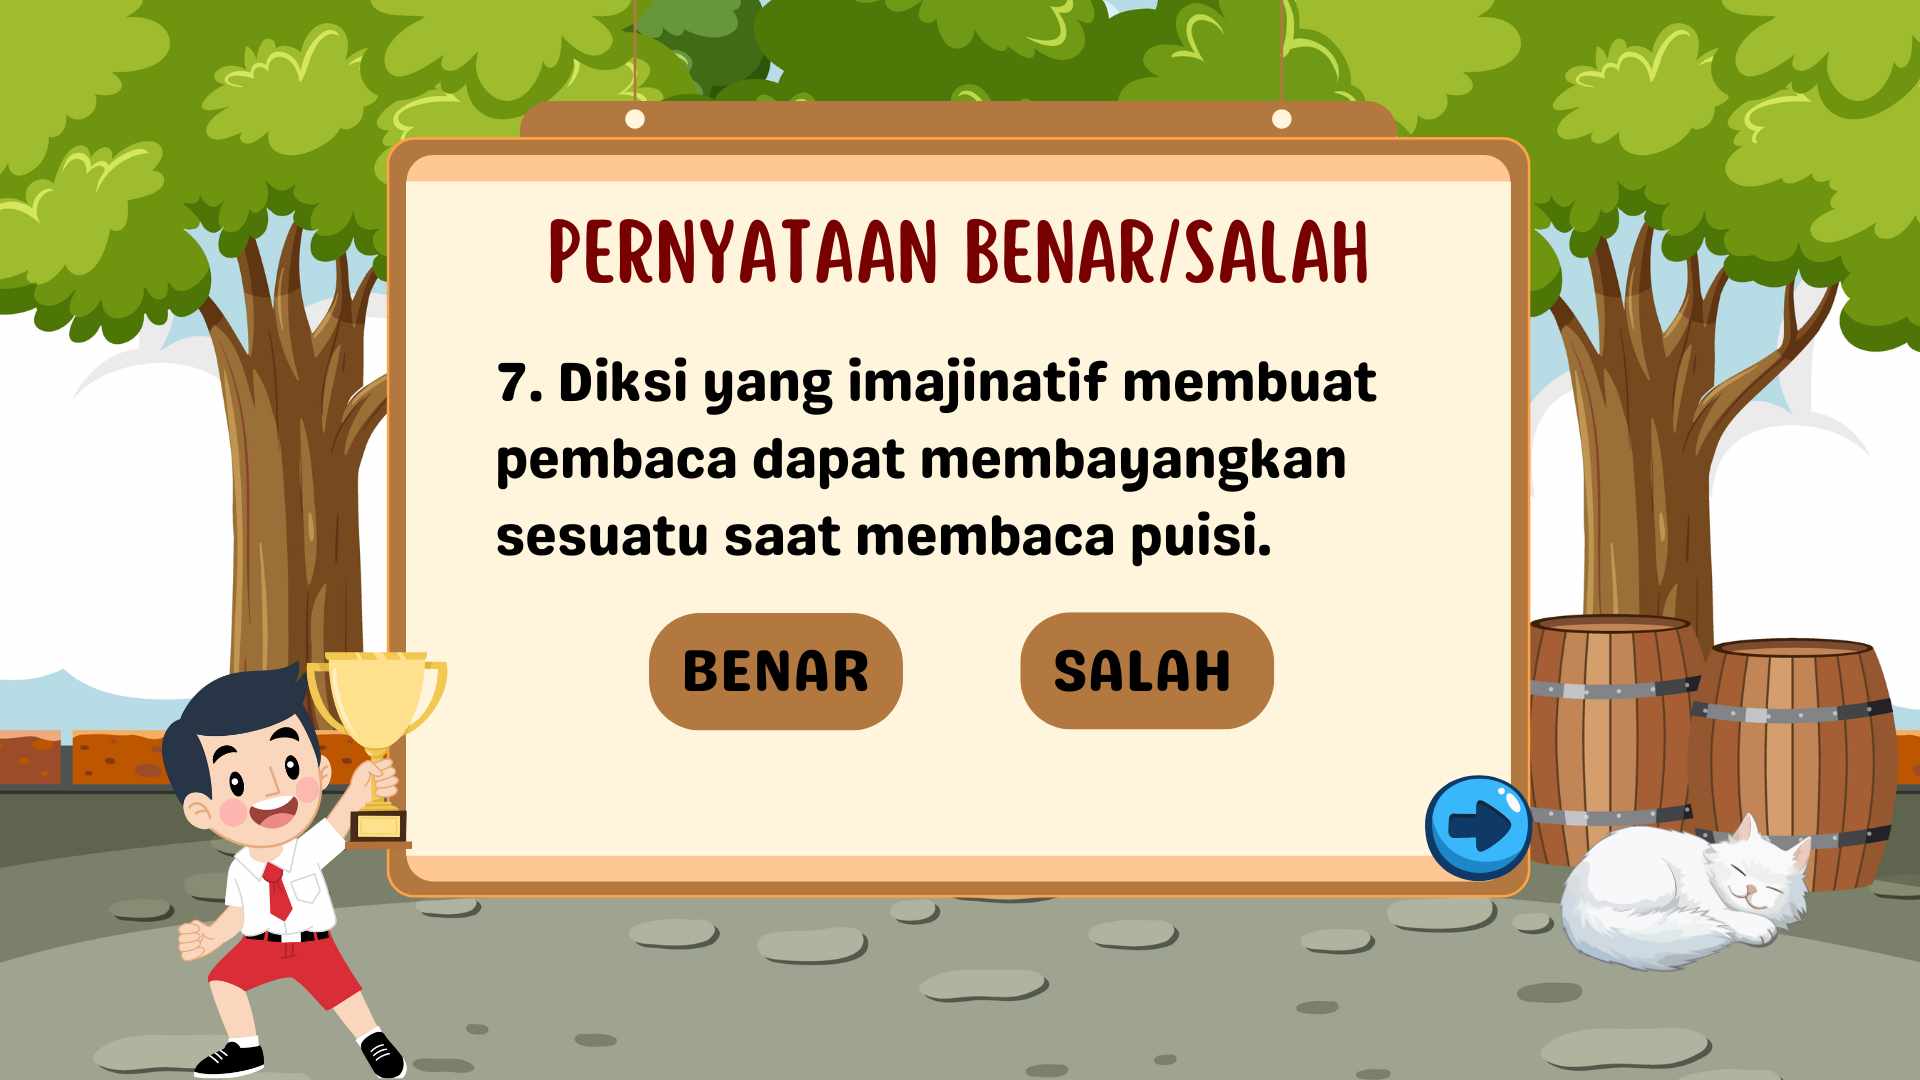 PERNYATAAN BENAR/SALAH
7. Diksi yang imajinatif membuat
pembaca dapat membayangkan
sesuatu saat membaca puisi.
BENAR
SALAH